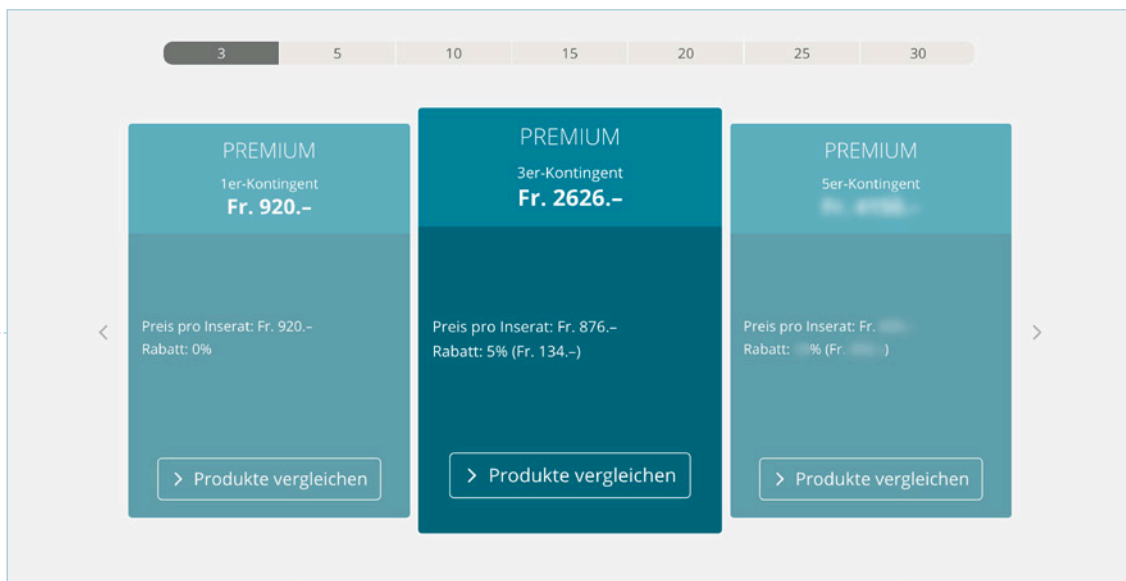 3 5 10 15 20 25 30
PREMIUM
1er-Kontingent
Fr. 920.–
Preis pro Inserat: Fr. 920.–
Rabatt: 0%
Produkte vergleichen
PREMIUM
3er-Kontingent
Fr. 2626.–
Preis pro Inserat: Fr. 876.–
Rabatt: 5% (Fr. 134.–)
Produkte vergleichen
PREMIUM
5er-Kontingent
Preis pro Inserat: Fr.
Rabatt: % (Fr. )
Produkte vergleichen